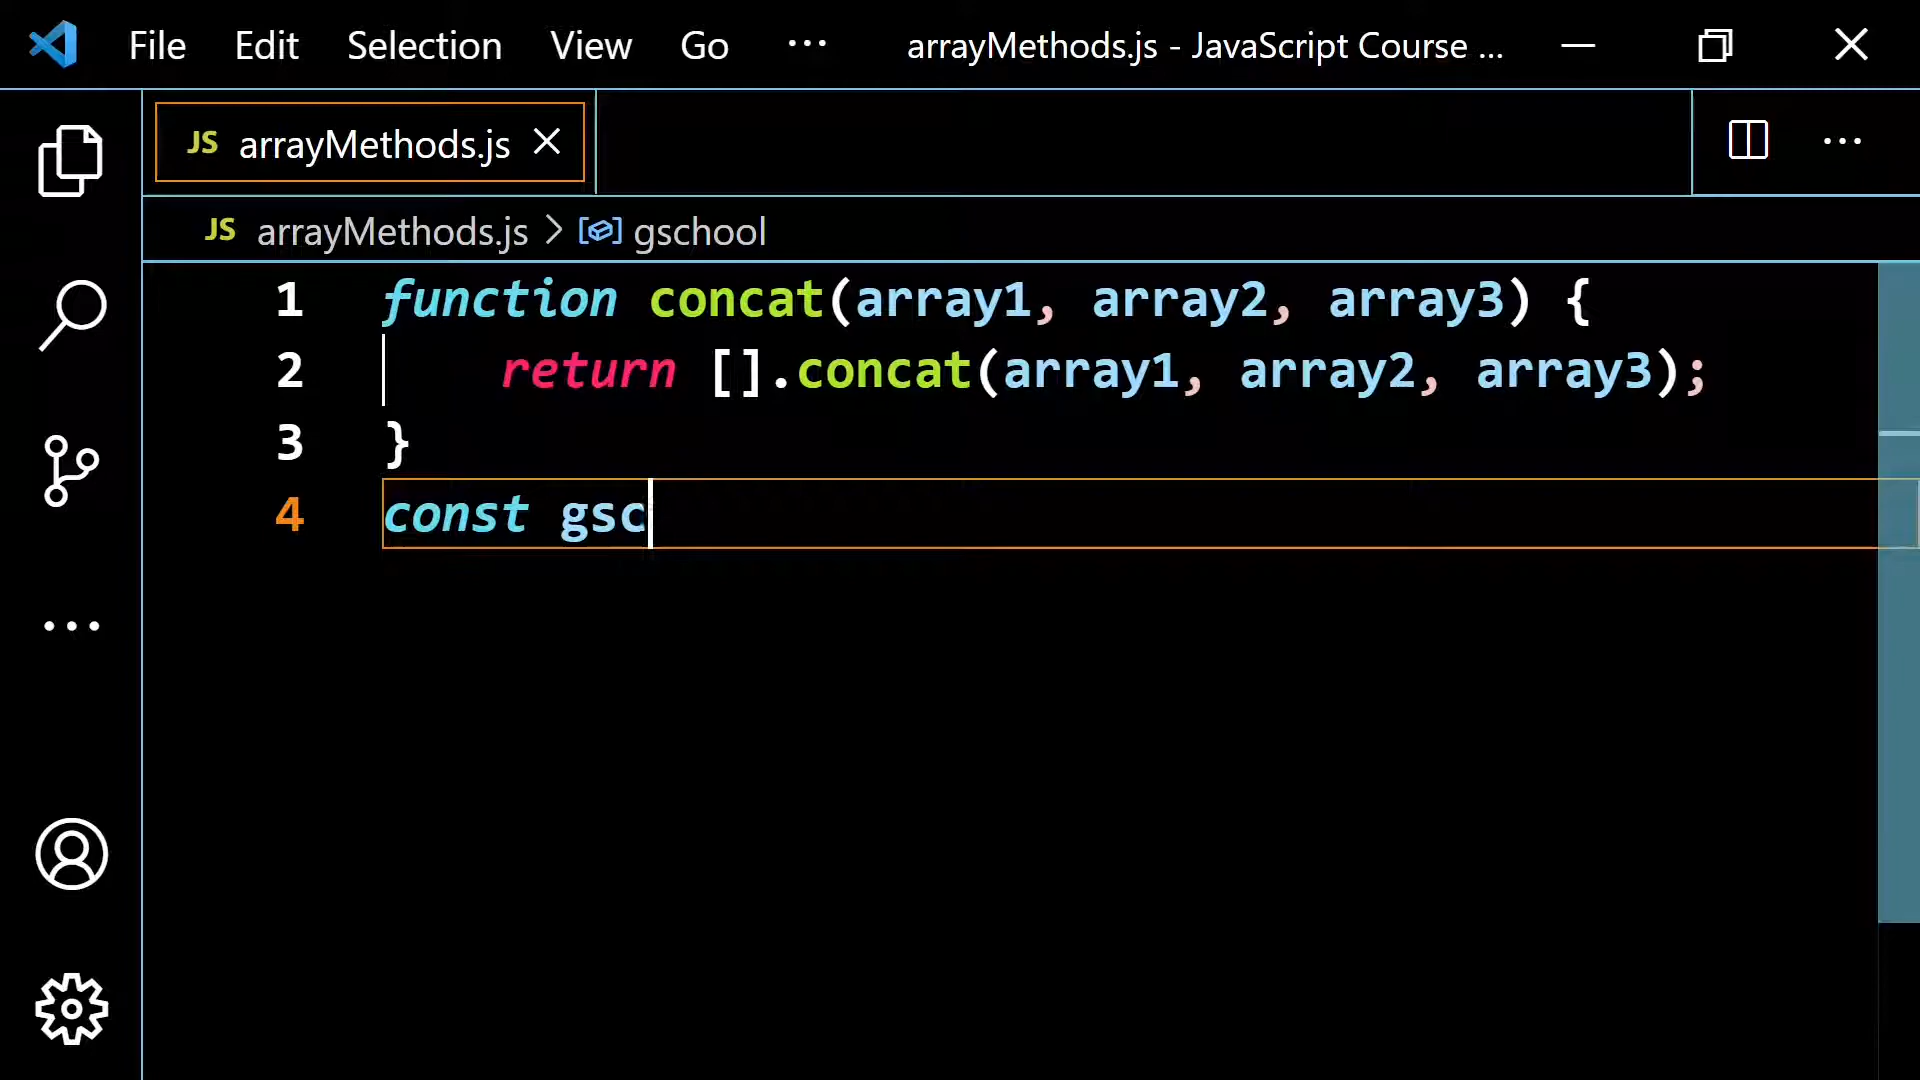 File Edit Selection View Go ... arrayMethods.js - JavaScript Course ...
JS arrayMethods.js
JS arrayMethods.js > gschool
1 function concat(array1, array2, array3) {
2 return [].concat(array1, array2, array3);
3 }
4 const gsc